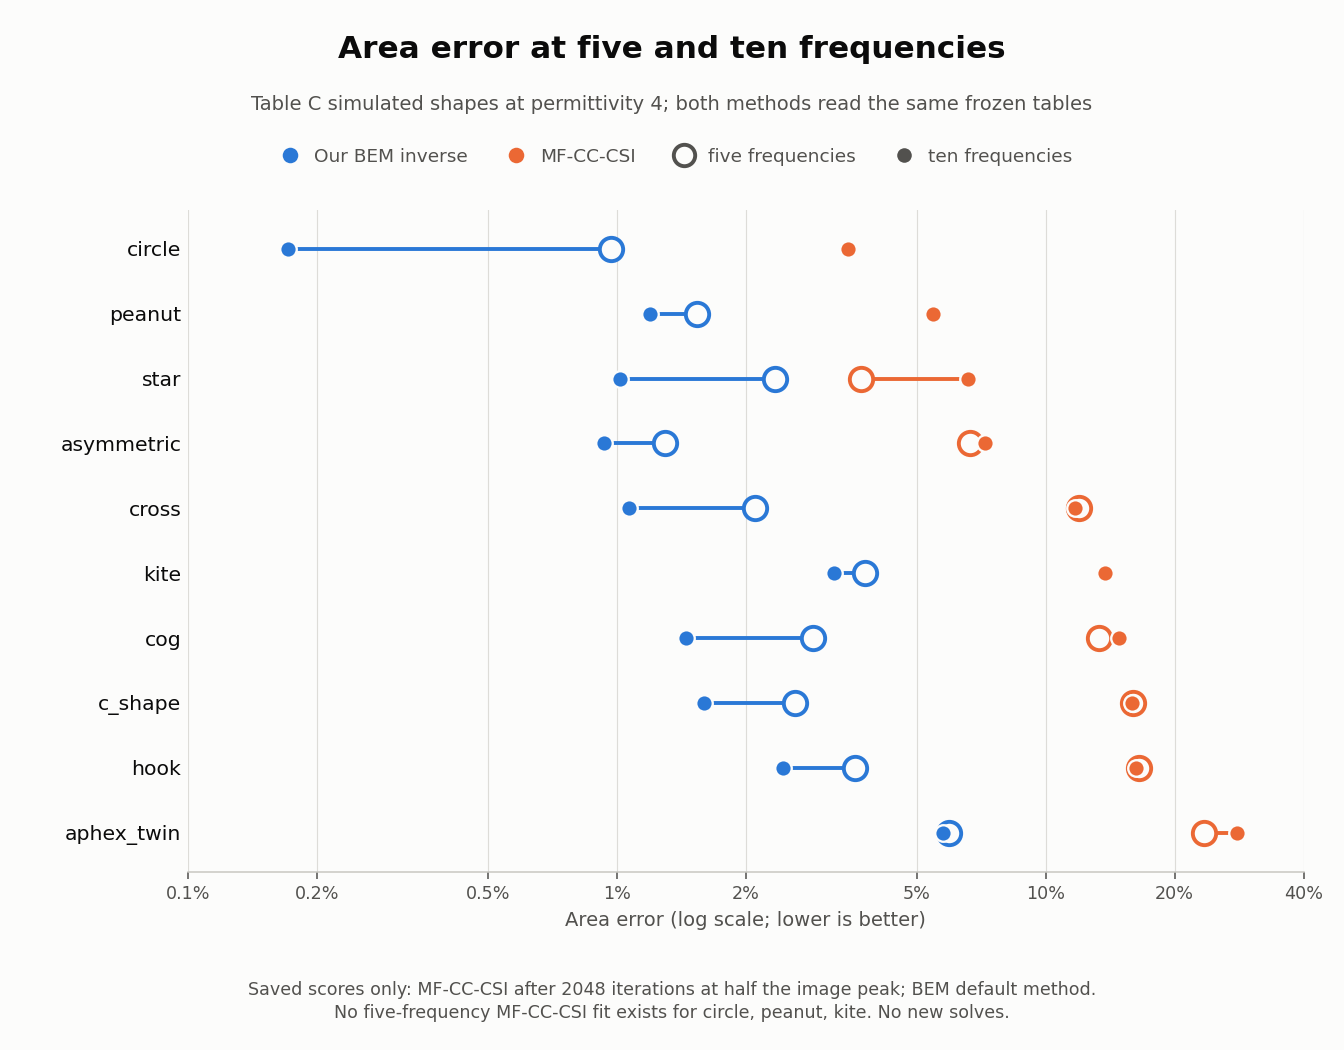 Area error at five and ten frequencies
Table C simulated shapes at permittivity 4; both methods read the same frozen tables
Our BEM inverse MF-CC-CSI five frequencies ten frequencies
circle
peanut
star
asymmetric
cross
kite
cog
c_shape
hook
aphex_twin
0.1% 0.2% 0.5% 1% 2% 5% 10% 20% 40%
Area error (log scale; lower is better)
Saved scores only: MF-CC-CSI after 2048 iterations at half the image peak; BEM default method.
No five-frequency MF-CC-CSI fit exists for circle, peanut, kite. No new solves.